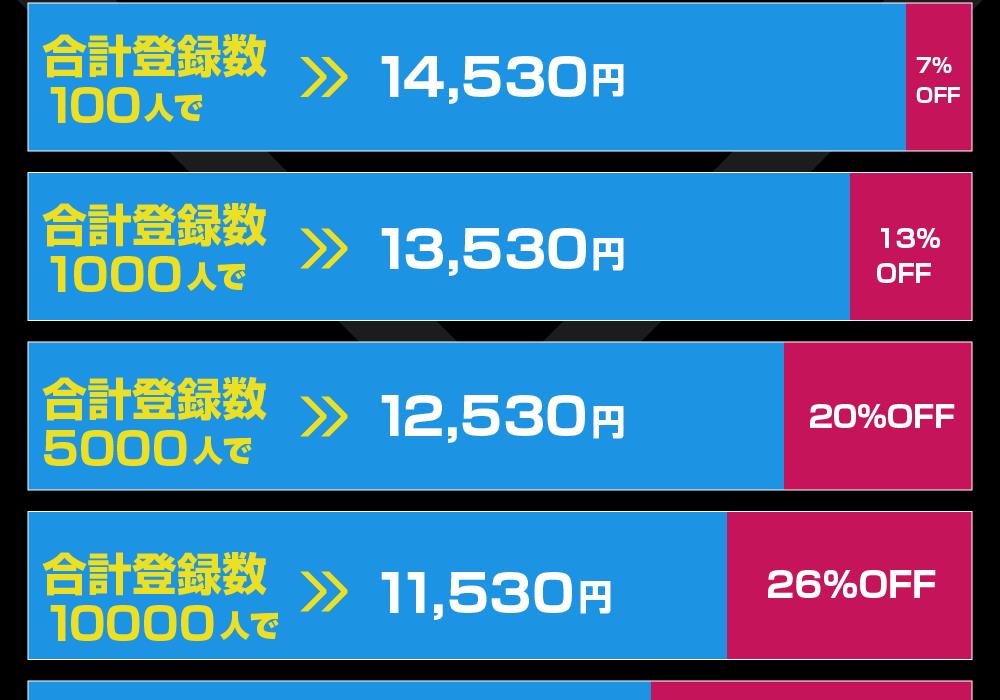 合計登録数
100人で
14,530円
7%
OFF
合計登録数
1000人で
13,530円
13%
OFF
合計登録数
5000人で
12,530円
20%OFF
合計登録数
10000人で
11,530円
26%OFF